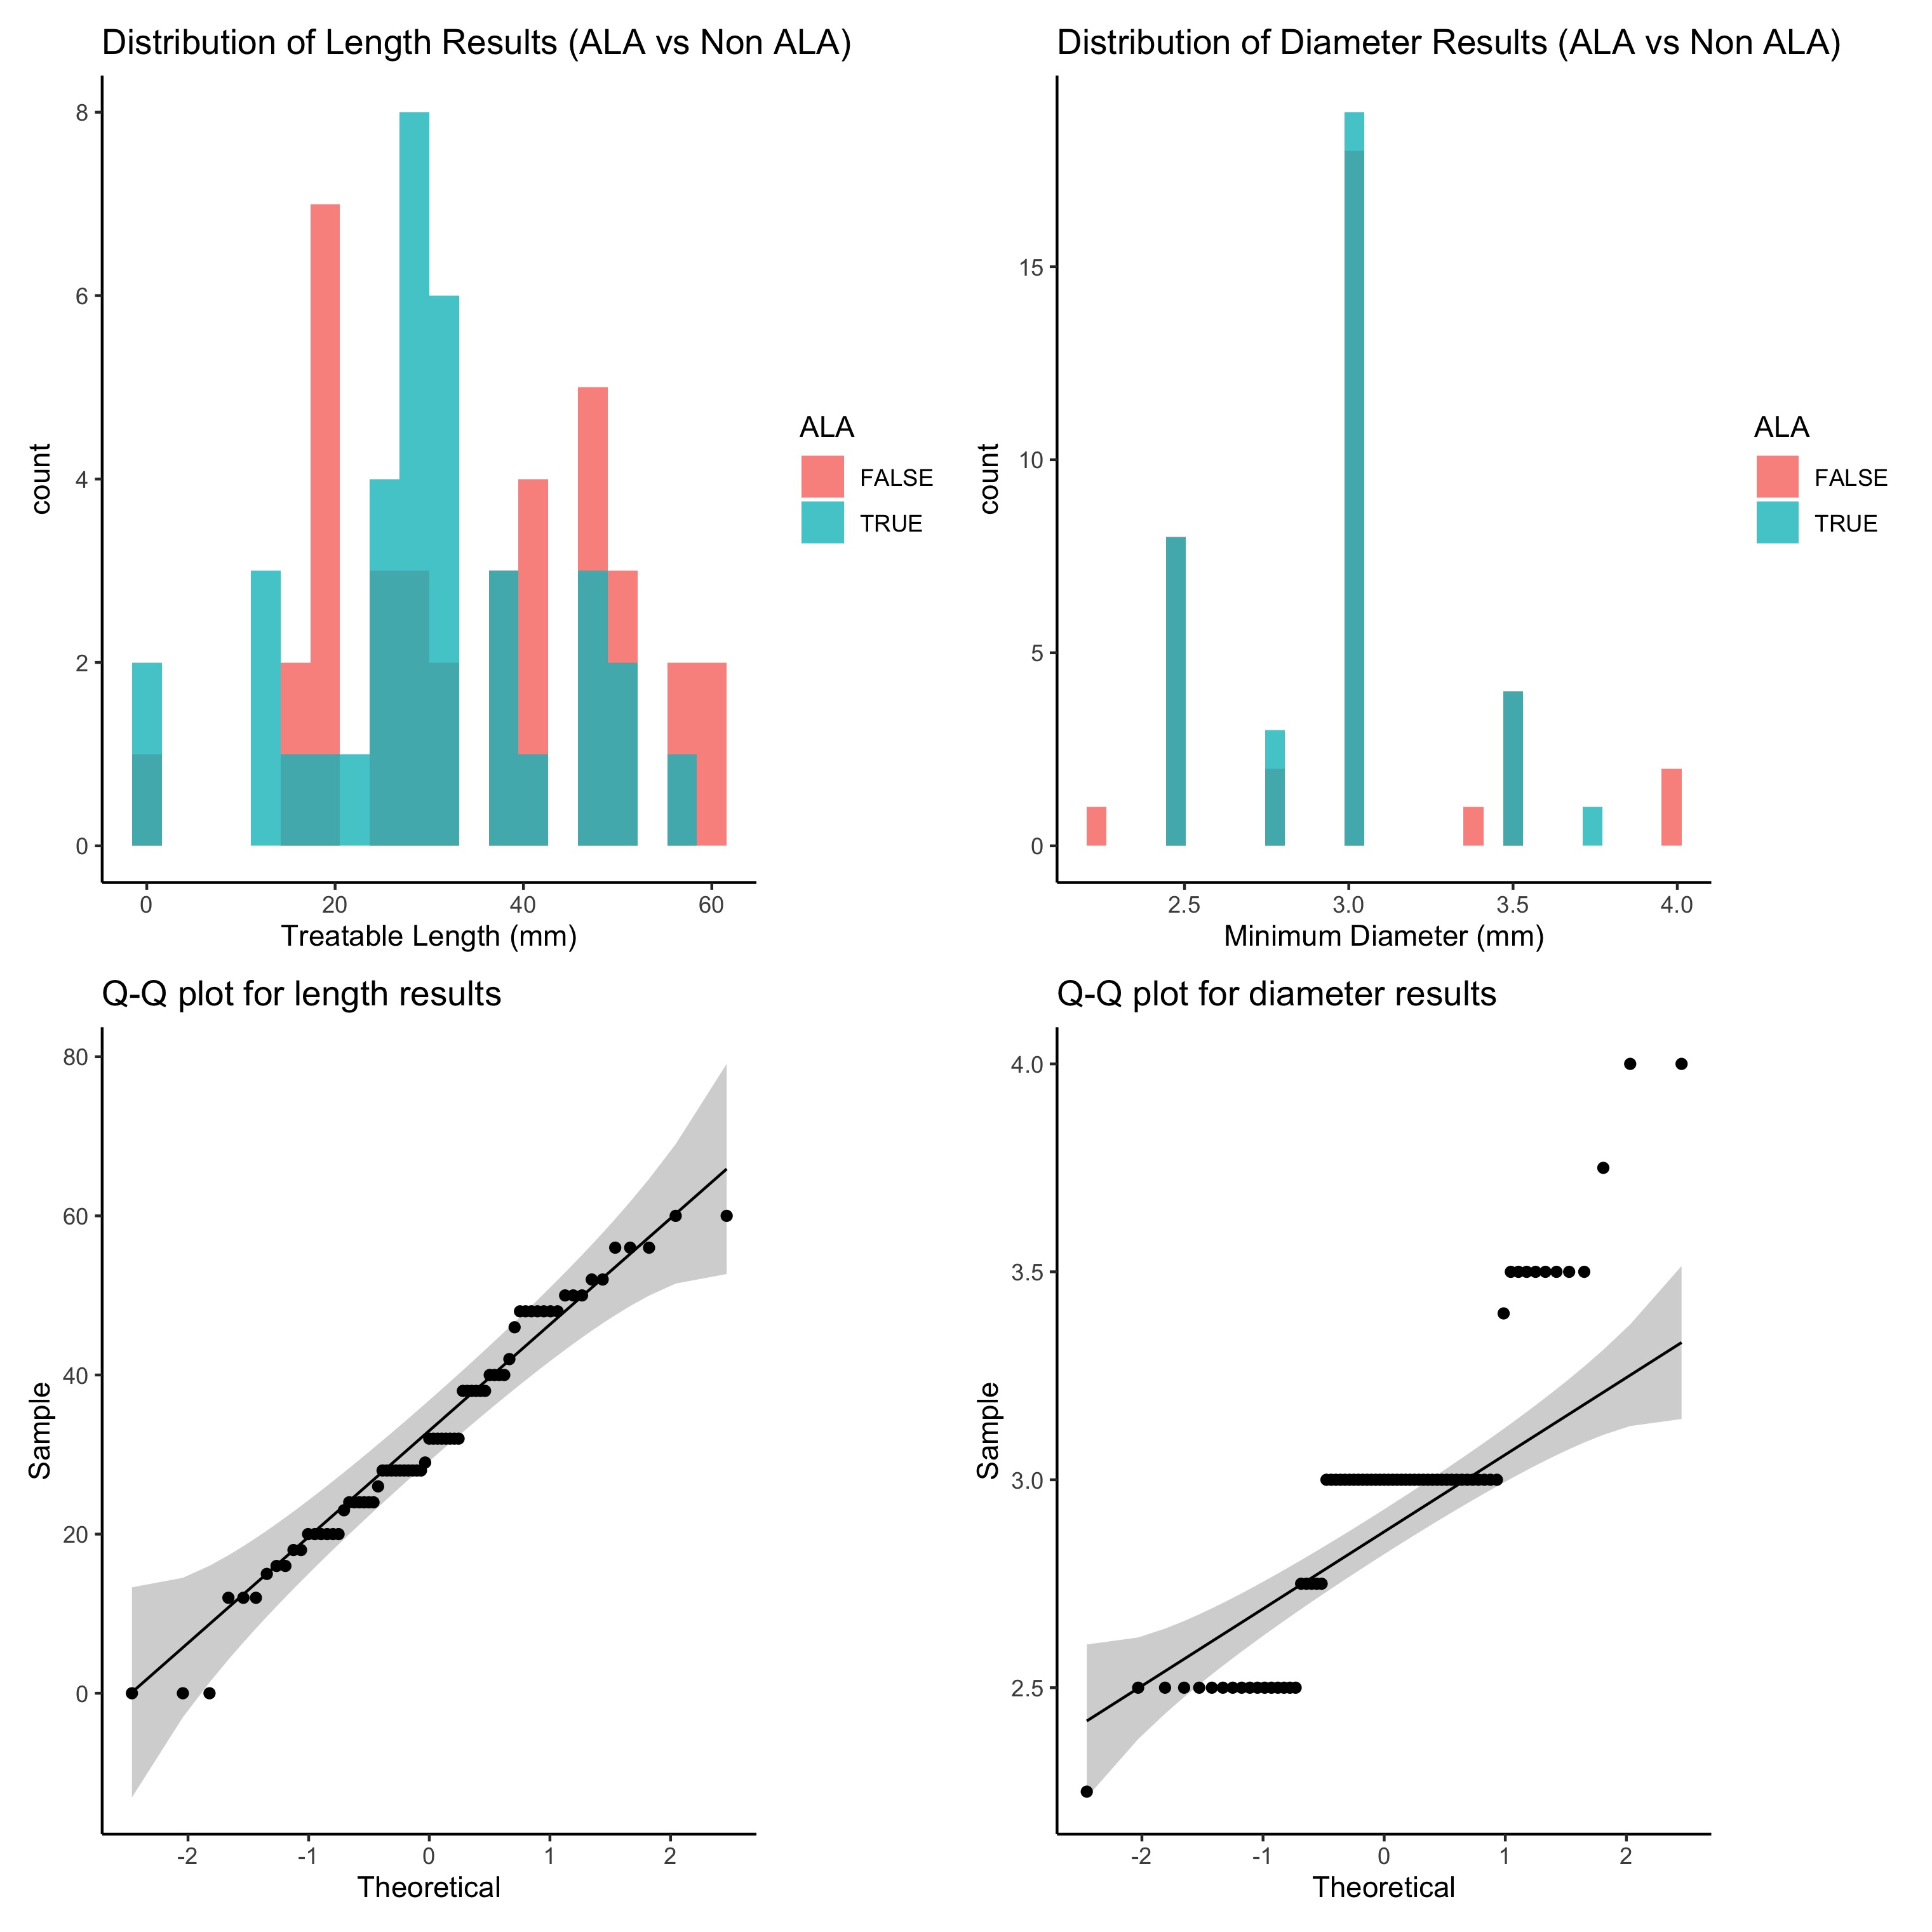 Distribution of Length Results (ALA vs Non ALA)
8
6
4
2
0
count
0 20 40 60
Treatable Length (mm)
ALA
FALSE
TRUE
Distribution of Diameter Results (ALA vs Non ALA)
15
10
5
0
count
2.5 3.0 3.5 4.0
Minimum Diameter (mm)
ALA
FALSE
TRUE
Q-Q plot for length results
80
60
40
20
0
Sample
-2 -1 0 1 2
Theoretical
Q-Q plot for diameter results
4.0
3.5
3.0
2.5
Sample
-2 -1 0 1 2
Theoretical